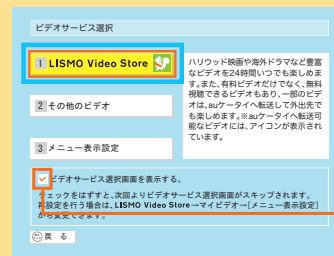 ビデオサービス選択
1 LISMO Video Store
ハリウッド映画や海外ドラマなど豊富
なビデオを24時間いつでも楽しめま
す。また、有料ビデオだけでなく、無料
視聴できるビデオもあり、一部のビデ
オは、auケータイへ転送して外出先で
も楽しめます。※auケータイへ転送可
能なビデオには、アイコンが表示され
ています。
2 その他のビデオ
3 メニュー表示設定
ビデオサービス選択画面を表示する。
チェックをはずすと、次回よりビデオサービス選択画面がスキップされます。
再設定を行う場合は、LISMO Video Store→マイビデオ→[メニュー表示設定]
から変更できます。
戻 る